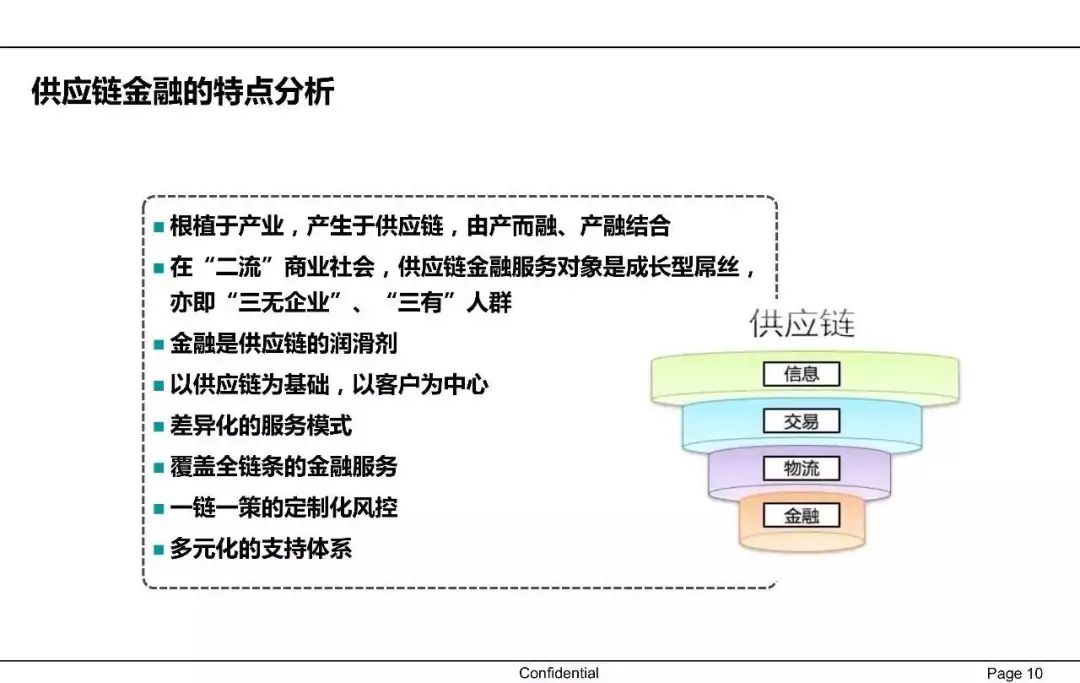 供应链金融的特点分析
■ 根植于产业，产生于供应链，由产而融、产融结合
■ 在“二流”商业社会，供应链金融服务对象是成长型屌丝，
亦即“三无企业”、“三有”人群
■ 金融是供应链的润滑剂
■ 以供应链为基础，以客户为中心
■ 差异化的服务模式
■ 覆盖全链条的金融服务
■ 一链一策的定制化风控
■ 多元化的支持体系
供应链
信息
交易
物流
金融
Confidential
Page 10